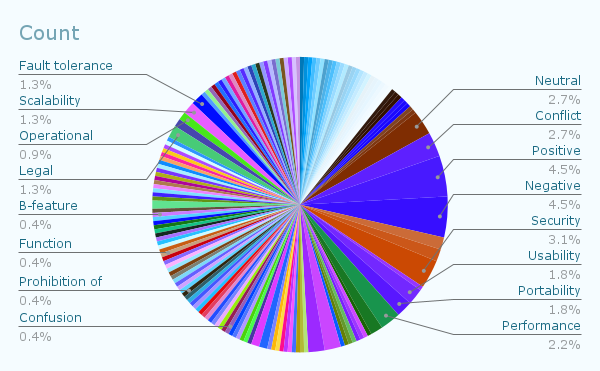 Count
Fault tolerance
1.3%
Scalability
1.3%
Operational
0.9%
Legal
1.3%
B-feature
0.4%
Function
0.4%
Prohibition of
0.4%
Confusion
0.4%
Neutral
2.7%
Conflict
2.7%
Positive
4.5%
Negative
4.5%
Security
3.1%
Usability
1.8%
Portability
1.8%
Performance
2.2%